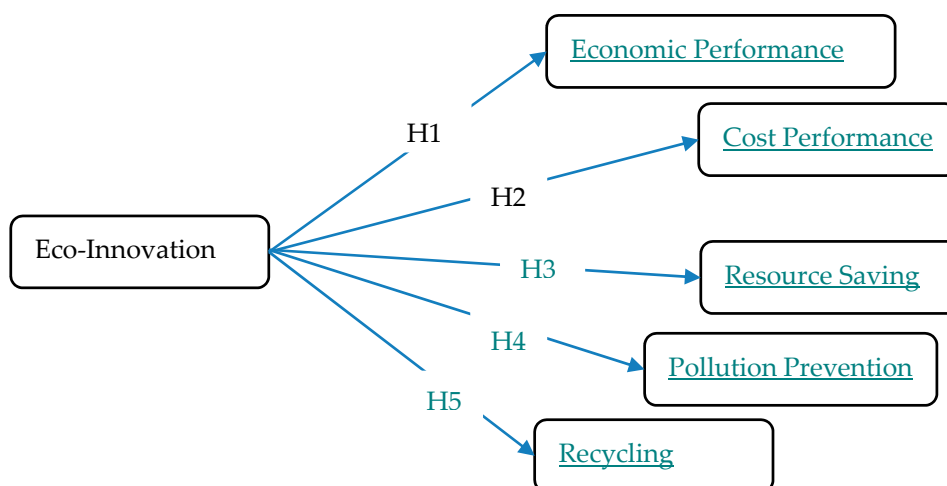 Economic Performance
H1
Cost Performance
H2
Eco-Innovation
H3
Resource Saving
H4
Pollution Prevention
H5
Recycling